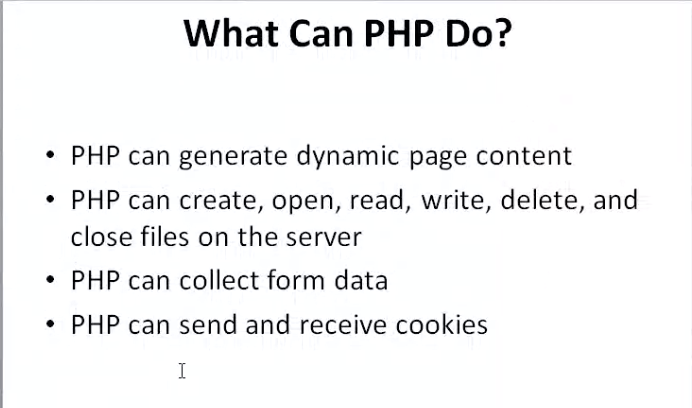 What Can PHP Do?
• PHP can generate dynamic page content
• PHP can create, open, read, write, delete, and
close files on the server
• PHP can collect form data
• PHP can send and receive cookies